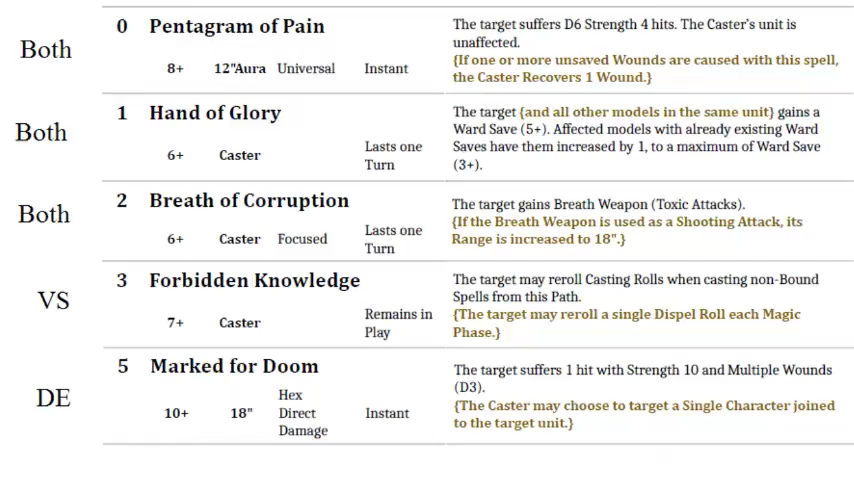 Both
0 Pentagram of Pain
8+ 12"Aura Universal Instant
The target suffers D6 Strength 4 hits. The Caster's unit is
unaffected.
{If one or more unsaved Wounds are caused with this spell,
the Caster Recovers 1 Wound.}
Both
1 Hand of Glory
6+ Caster Lasts one
Turn
The target {and all other models in the same unit} gains a
Ward Save (5+). Affected models with already existing Ward
Saves have them increased by 1, to a maximum of Ward Save
(3+).
Both
2 Breath of Corruption
6+ Caster Focused Lasts one
Turn
The target gains Breath Weapon (Toxic Attacks).
{If the Breath Weapon is used as a Shooting Attack, its
Range is increased to 18".}
VS
3 Forbidden Knowledge
7+ Caster Remains in
Play
The target may reroll Casting Rolls when casting non-Bound
Spells from this Path.
{The target may reroll a single Dispel Roll each Magic
Phase.}
DE
5 Marked for Doom
10+ 18" Hex
Direct
Damage
Instant
The target suffers 1 hit with Strength 10 and Multiple Wounds
(D3).
{The Caster may choose to target a Single Character joined
to the target unit.}